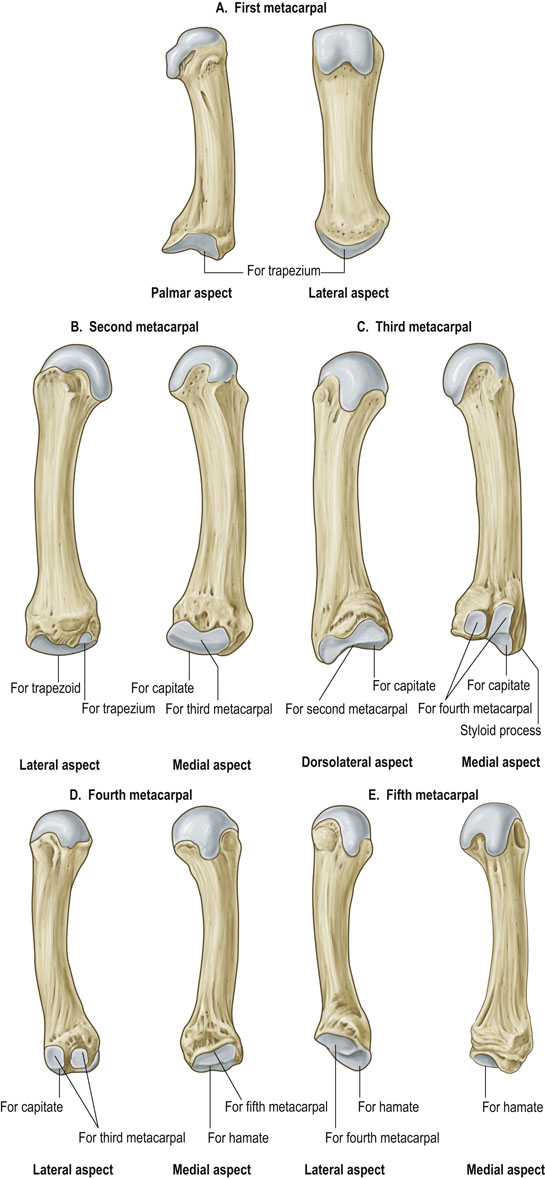 A. First metacarpal
For trapezium
Palmar aspect
Lateral aspect
B. Second metacarpal
C. Third metacarpal
For trapezoid
For trapezium
For capitate
For third metacarpal
For capitate
For second metacarpal
For capitate
For fourth metacarpal
Styloid process
Lateral aspect
Medial aspect
Dorsolateral aspect
Medial aspect
D. Fourth metacarpal
E. Fifth metacarpal
For capitate
For third metacarpal
For fifth metacarpal
For hamate
For hamate
For fourth metacarpal
For hamate
Lateral aspect
Medial aspect
Lateral aspect
Medial aspect